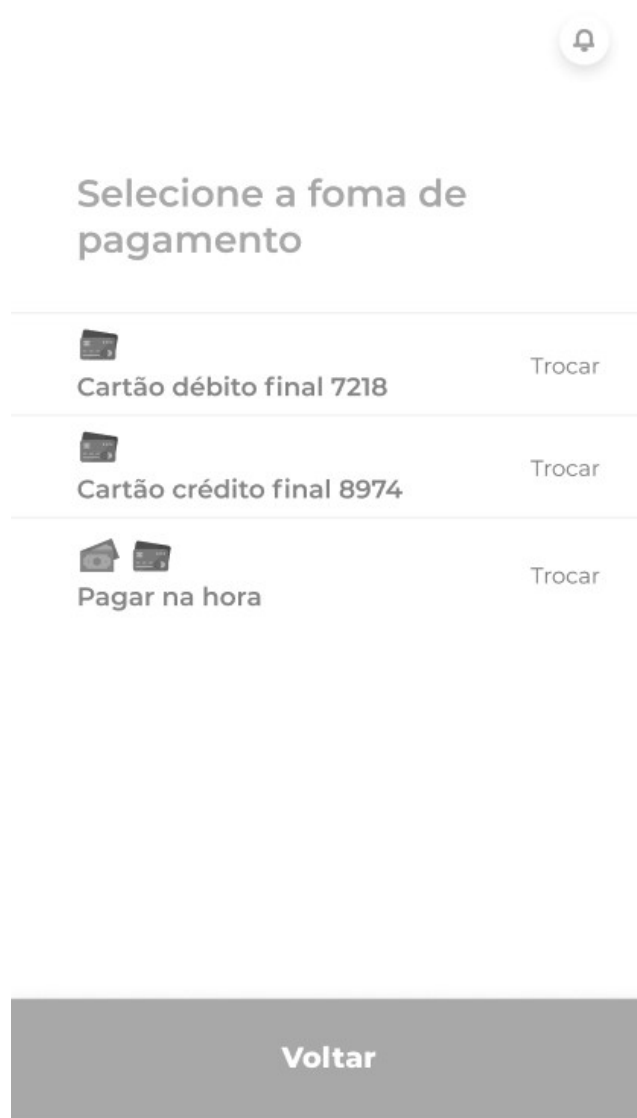 Selecione a foma de
pagamento
Cartão débito final 7218
Trocar
Cartão crédito final 8974
Trocar
Pagar na hora
Trocar
Voltar